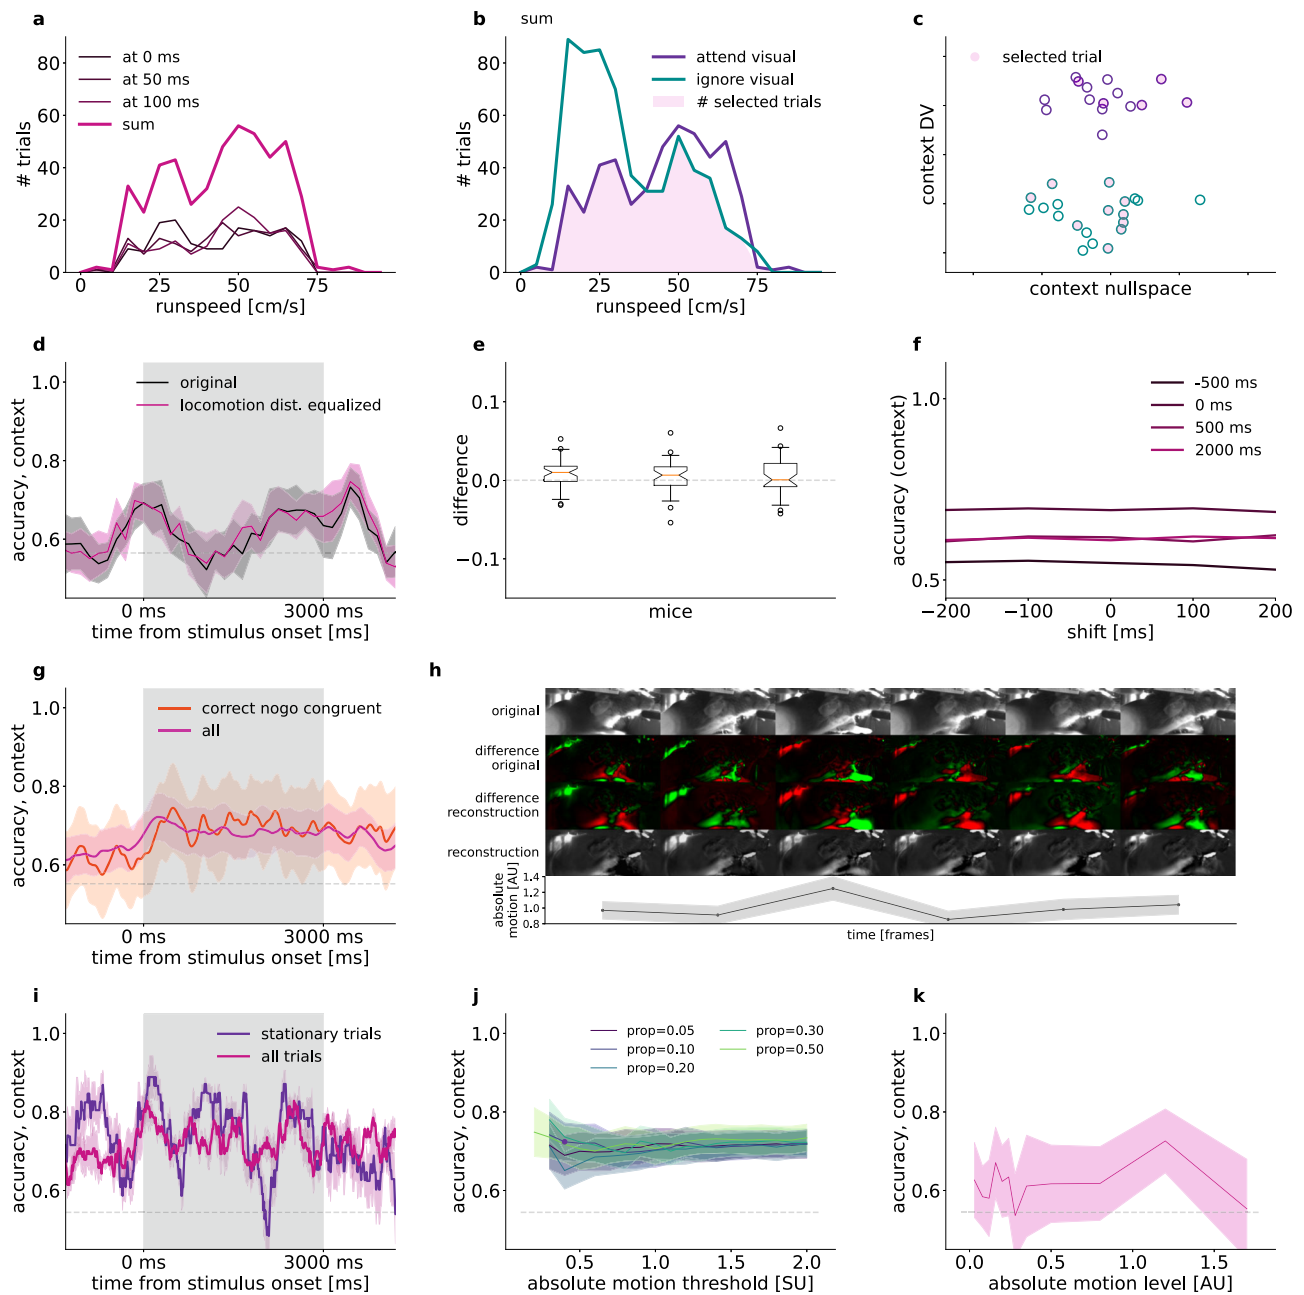 a
at 0 ms
at 50 ms
at 100 ms
sum
# trials
80
60
40
20
0
0
25
50
75
runspeed [cm/s]
b
sum
attend visual
ignore visual
# selected trials
# trials
80
60
40
20
0
0
25
50
75
runspeed [cm/s]
c
selected trial
context DV
context nullspace
d
original
locomotion dist. equalized
accuracy, context
1.0
0.8
0.6
0 ms
3000 ms
time from stimulus onset [ms]
e
difference
0.1
0.0
−0.1
mice
f
-500 ms
0 ms
500 ms
2000 ms
accuracy (context)
1.0
0.5
−200
−100
0
100
200
shift [ms]
g
correct nogo congruent
all
accuracy, context
1.0
0.8
0.6
0 ms
3000 ms
time from stimulus onset [ms]
h
original
difference
original
difference
reconstruction
reconstruction
absolute
motion [AU]
1.4
1.2
1.0
0.8
time [frames]
i
stationary trials
all trials
accuracy, context
1.0
0.8
0.6
0 ms
3000 ms
time from stimulus onset [ms]
j
prop=0.05
prop=0.10
prop=0.20
prop=0.30
prop=0.50
accuracy, context
1.0
0.8
0.6
0.5
1.0
1.5
2.0
absolute motion threshold [SU]
k
accuracy, context
1.0
0.8
0.6
0.0
0.5
1.0
1.5
absolute motion level [AU]